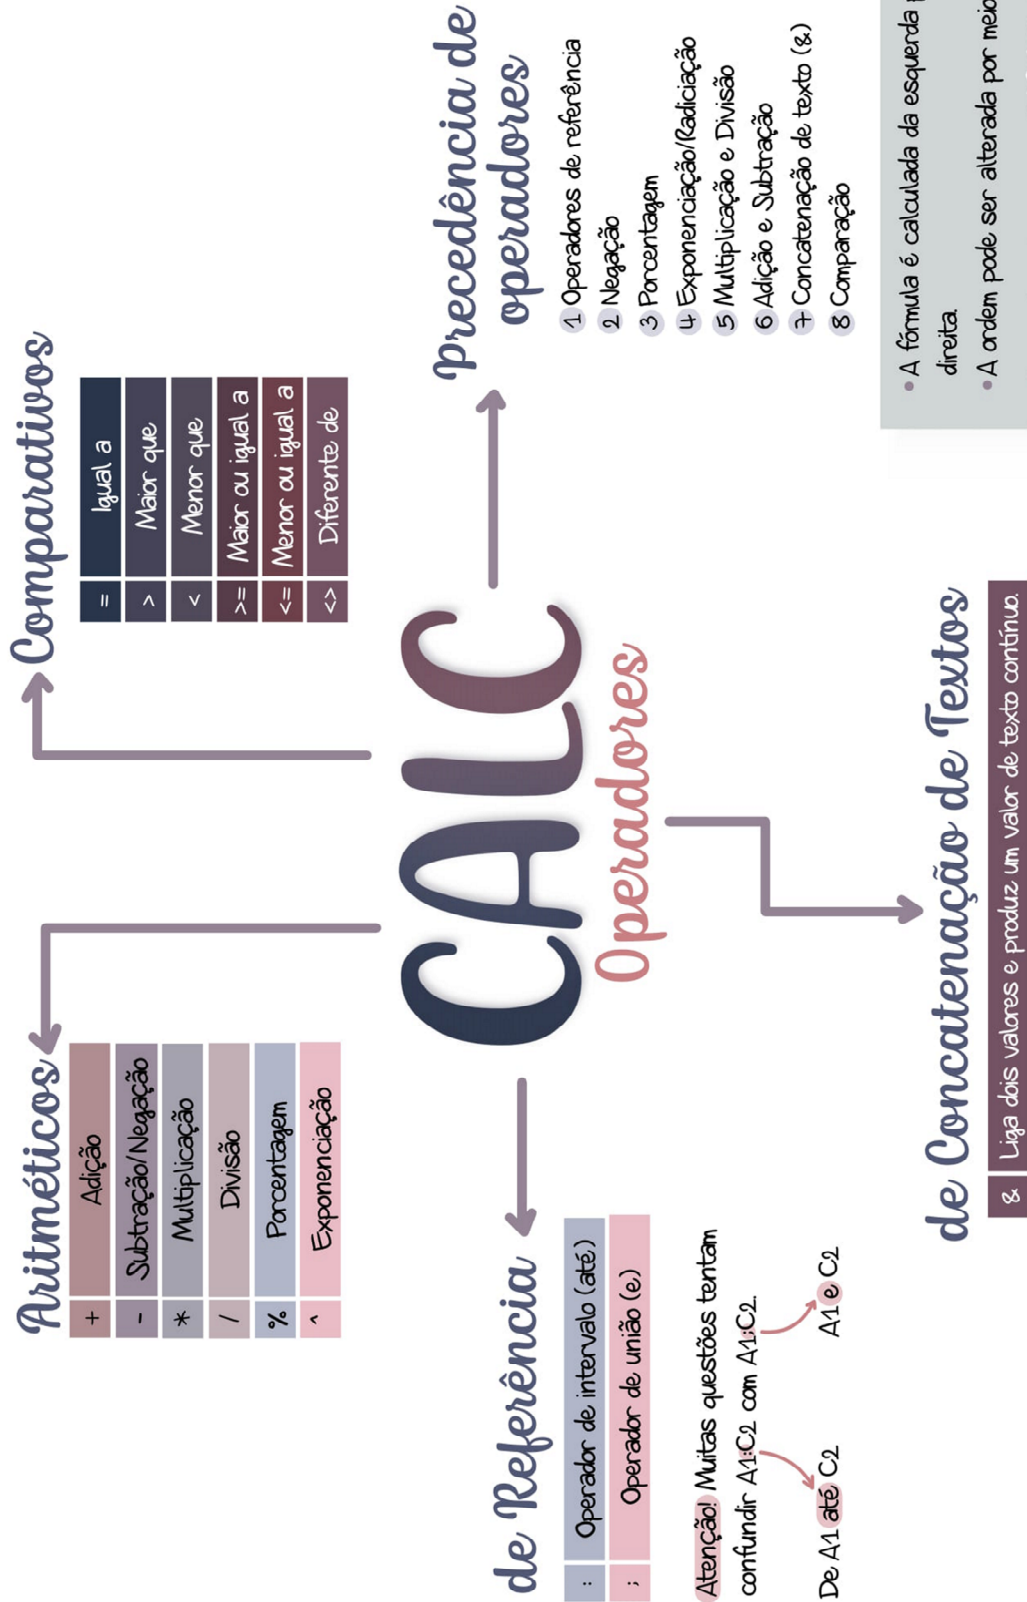 CALC
Operadores
Aritméticos
+ Adição
- Subtração/Negação
* Multiplicação
/ Divisão
% Porcentagem
^ Exponenciação
Comparativos
= Igual a
> Maior que
< Menor que
>= Maior ou igual a
<= Menor ou igual a
<> Diferente de
de Referência
: Operador de intervalo (até)
; Operador de união (e)
Atenção! Muitas questões tentam
confundir A1:C2 com A1;C2.
De A1 até C2
A1 e C2
de Concatenação de Textos
& Liga dois valores e produz um valor de texto contínuo.
Precedência de
operadores
1 Operadores de referência
2 Negação
3 Porcentagem
4 Exponenciação/Radiciação
5 Multiplicação e Divisão
6 Adição e Subtração
7 Concatenação de texto (&)
8 Comparação
• A fórmula é calculada da esquerda
direita.
• A ordem pode ser alterada por meio